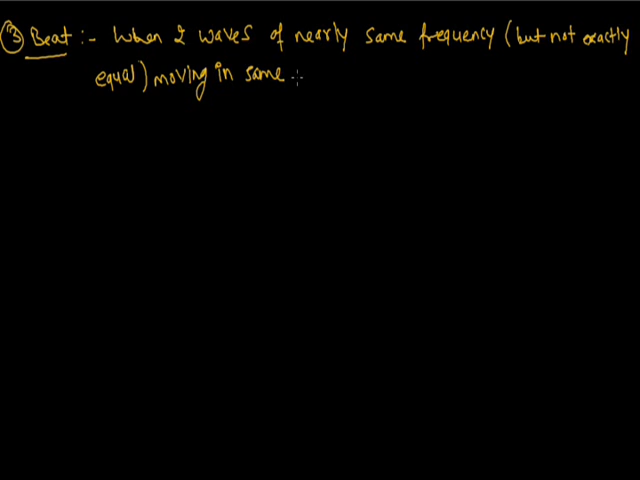 ③ Beat :- When 2 waves of nearly same frequency (but not exactly
equal) moving in same